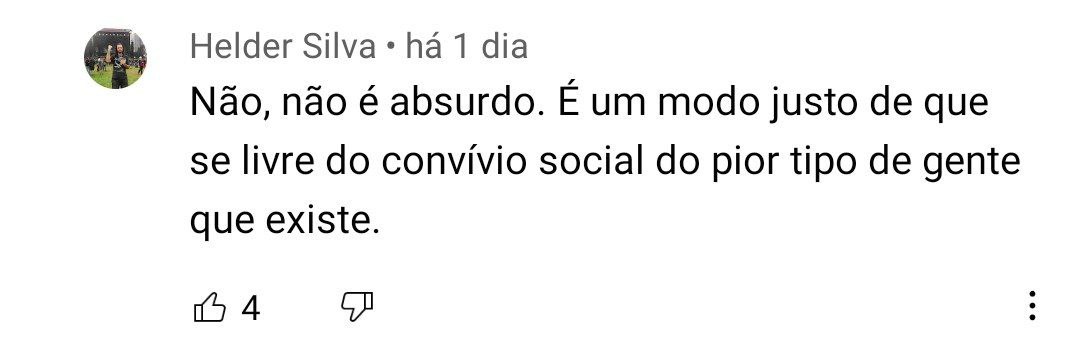 Helder Silva • há 1 dia
Não, não é absurdo. É um modo justo de que
se livre do convívio social do pior tipo de gente
que existe.
4